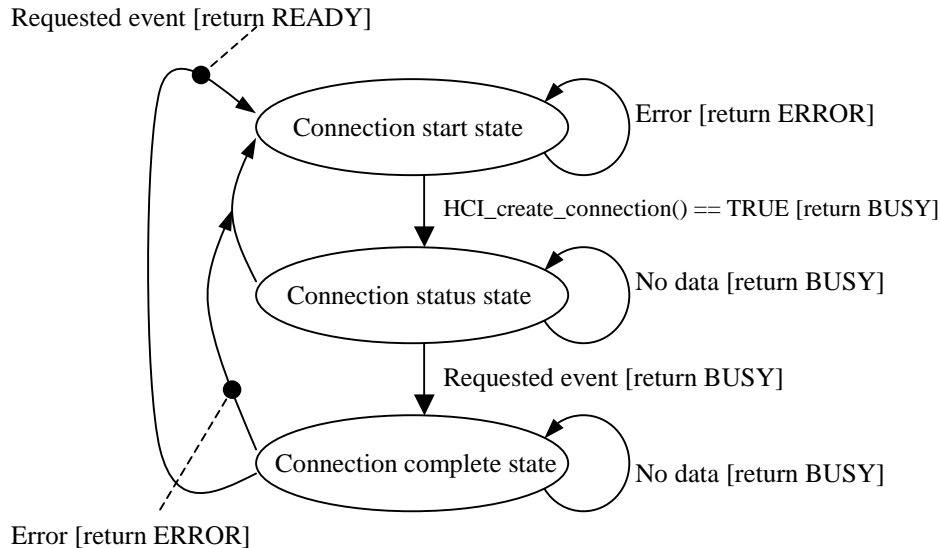 Requested event [return READY]
Connection start state
Error [return ERROR]
HCI_create_connection() == TRUE [return BUSY]
Connection status state
No data [return BUSY]
Requested event [return BUSY]
Connection complete state
No data [return BUSY]
Error [return ERROR]